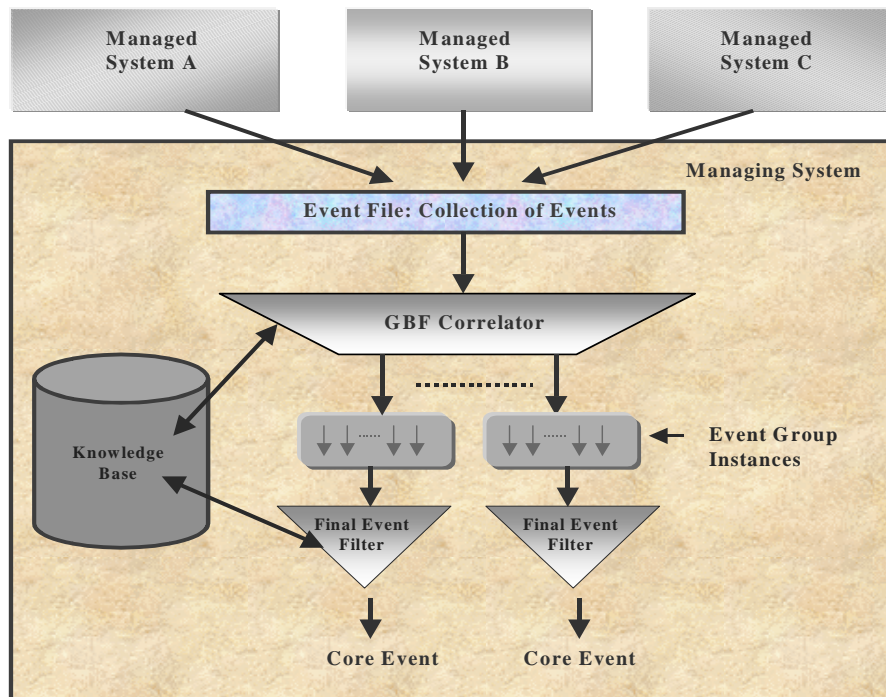 Managed
System A
Managed
System B
Managed
System C
Managing System
Event File: Collection of Events
GBF Correlator
Knowledge
Base
Event Group
Instances
Final Event
Filter
Final Event
Filter
Core Event
Core Event